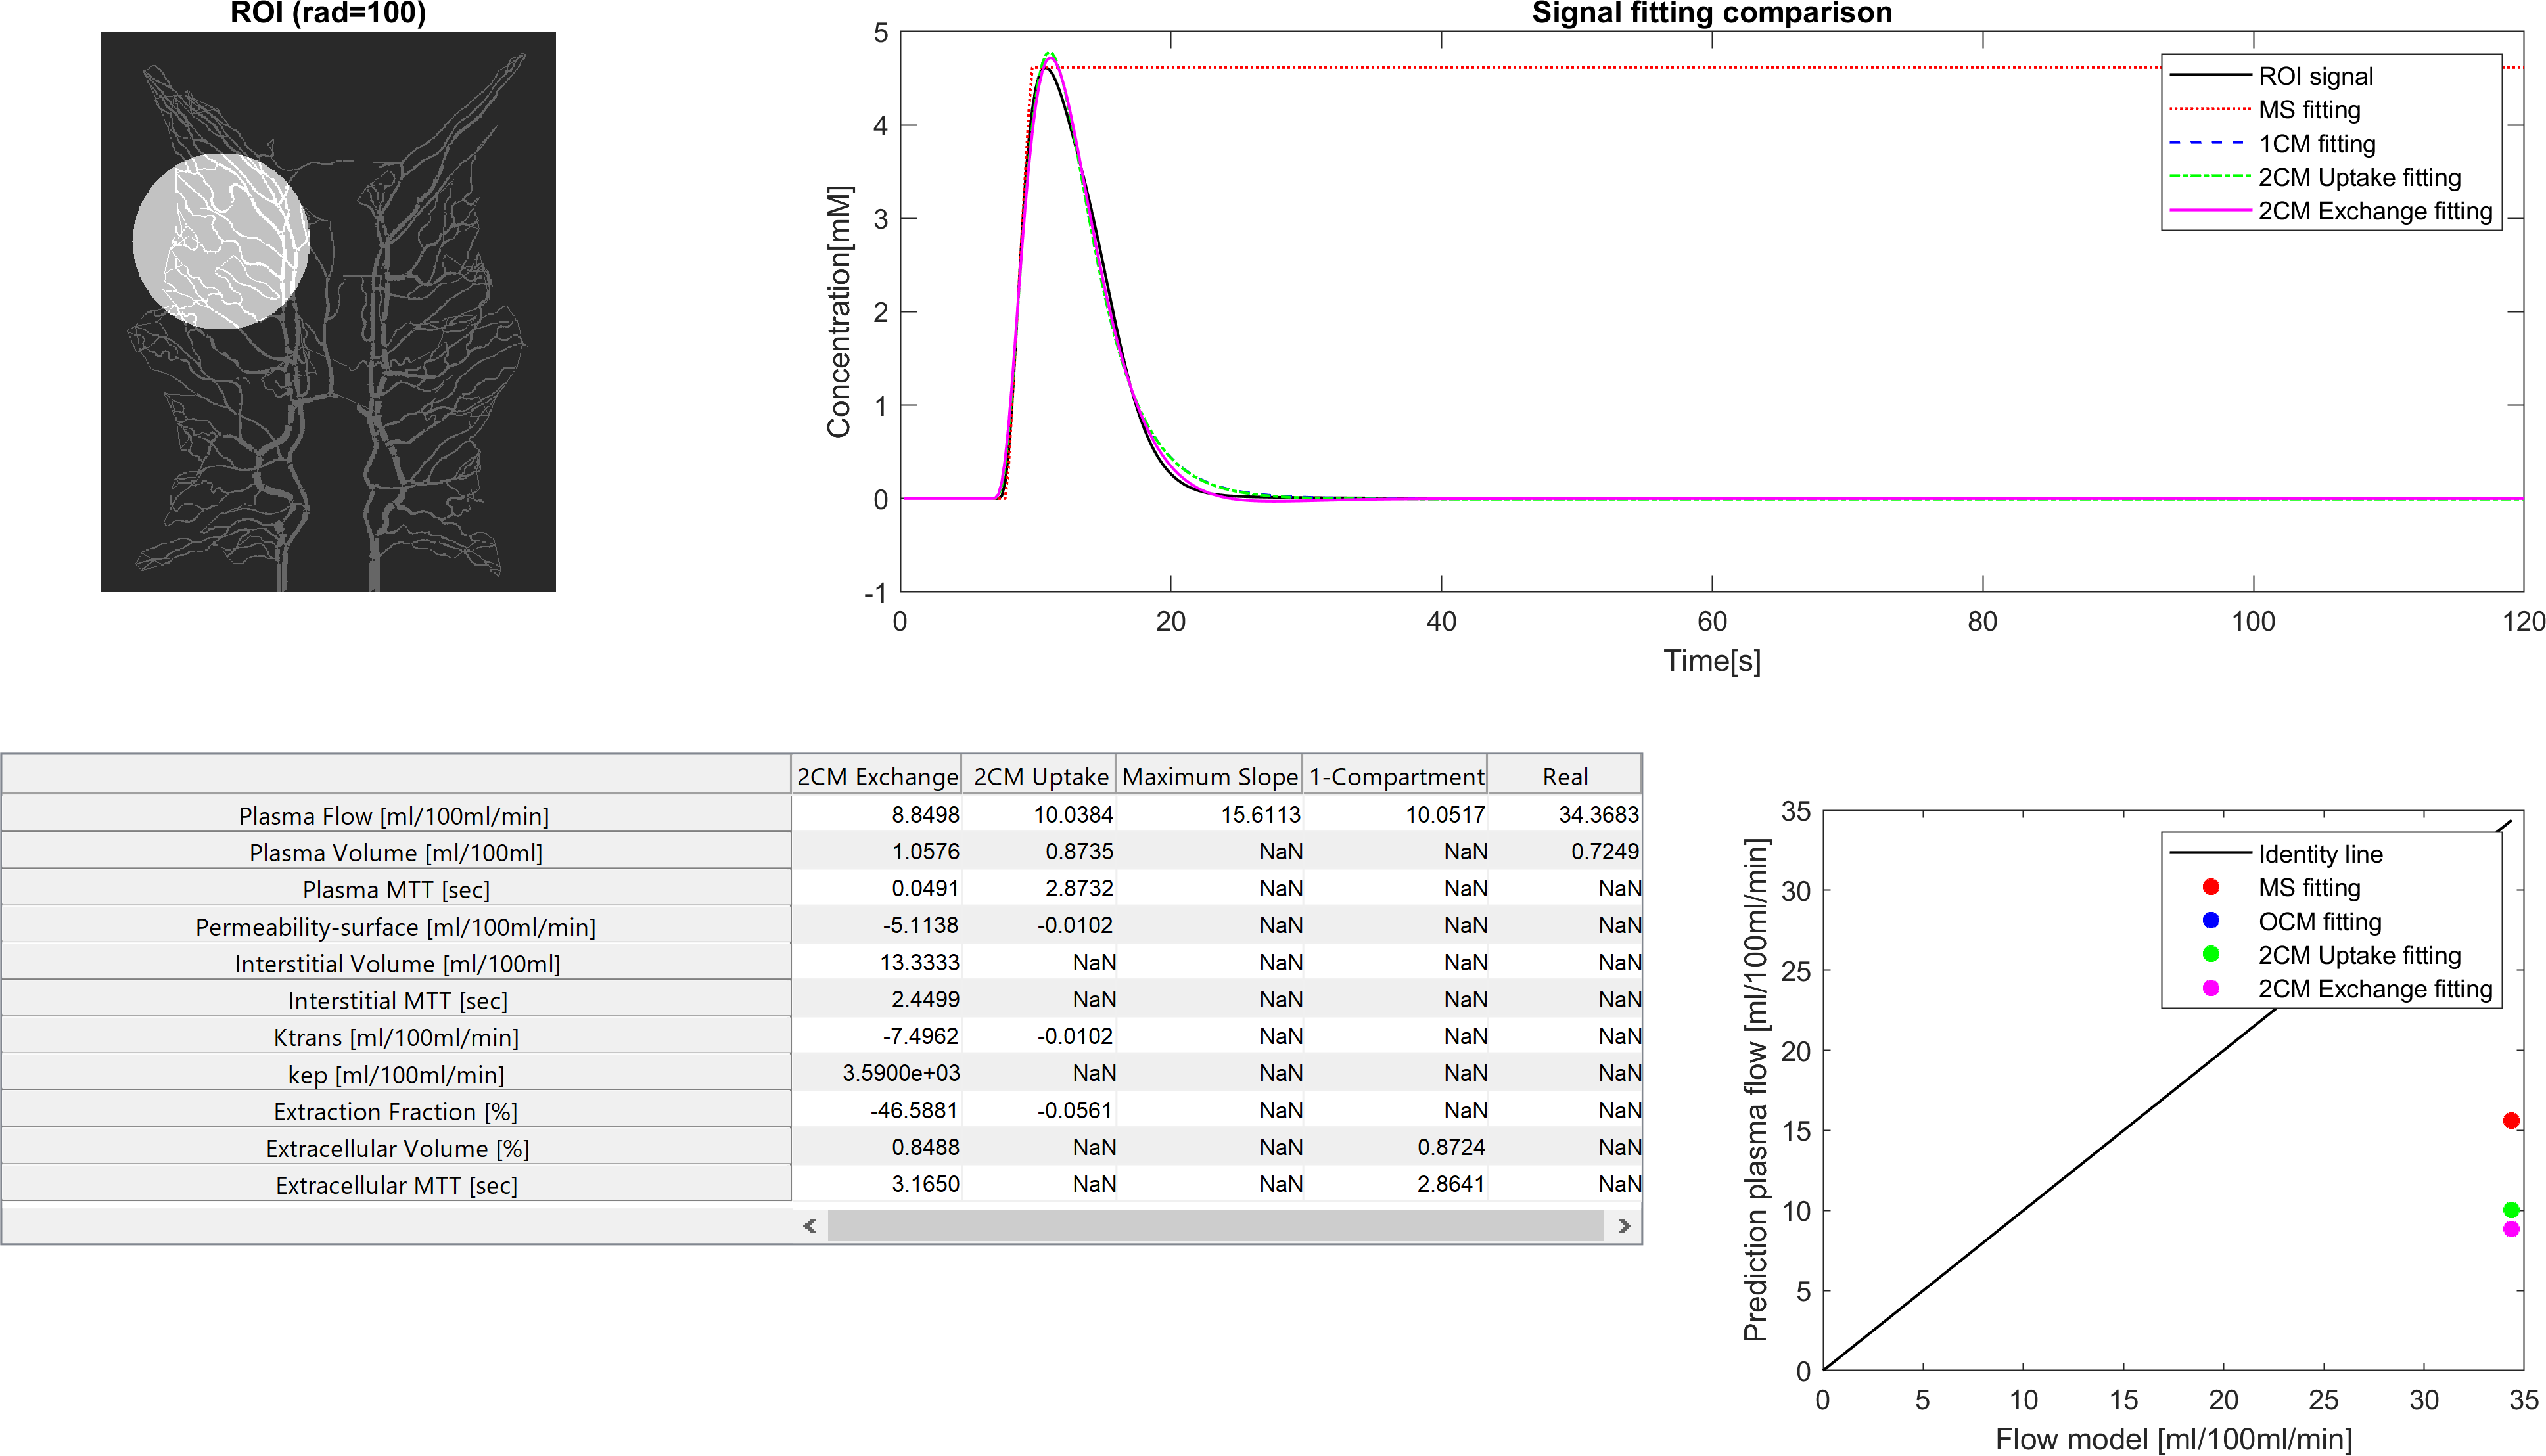 ROI (rad=100)
Signal fitting comparison
5
4
3
2
1
0
-1
Concentration[mM]
0 20 40 60 80 100 120
Time[s]
ROI signal
MS fitting
1CM fitting
2CM Uptake fitting
2CM Exchange fitting
2CM Exchange 2CM Uptake Maximum Slope 1-Compartment Real
Plasma Flow [ml/100ml/min] 8.8498 10.0384 15.6113 10.0517 34.3683
Plasma Volume [ml/100ml] 1.0576 0.8735 NaN NaN 0.7249
Plasma MTT [sec] 0.0491 2.8732 NaN NaN NaN
Permeability-surface [ml/100ml/min] -5.1138 -0.0102 NaN NaN NaN
Interstitial Volume [ml/100ml] 13.3333 NaN NaN NaN NaN
Interstitial MTT [sec] 2.4499 NaN NaN NaN NaN
Ktrans [ml/100ml/min] -7.4962 -0.0102 NaN NaN NaN
kep [ml/100ml/min] 3.5900e+03 NaN NaN NaN NaN
Extraction Fraction [%] -46.5881 -0.0561 NaN NaN NaN
Extracellular Volume [%] 0.8488 NaN NaN 0.8724 NaN
Extracellular MTT [sec] 3.1650 NaN NaN 2.8641 NaN
35
30
25
20
15
10
5
0
Prediction plasma flow [ml/100ml/min]
0 5 10 15 20 25 30 35
Flow model [ml/100ml/min]
Identity line
MS fitting
OCM fitting
2CM Uptake fitting
2CM Exchange fitting